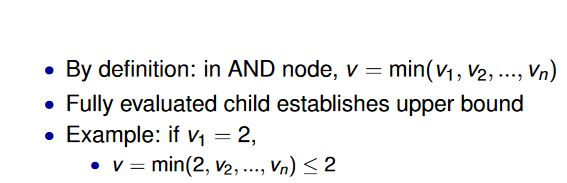 • By definition: in AND node, v = min(v₁, v₂, ..., vₙ)
• Fully evaluated child establishes upper bound
• Example: if v₁ = 2,
• v = min(2, v₂, ..., vₙ) ≤ 2